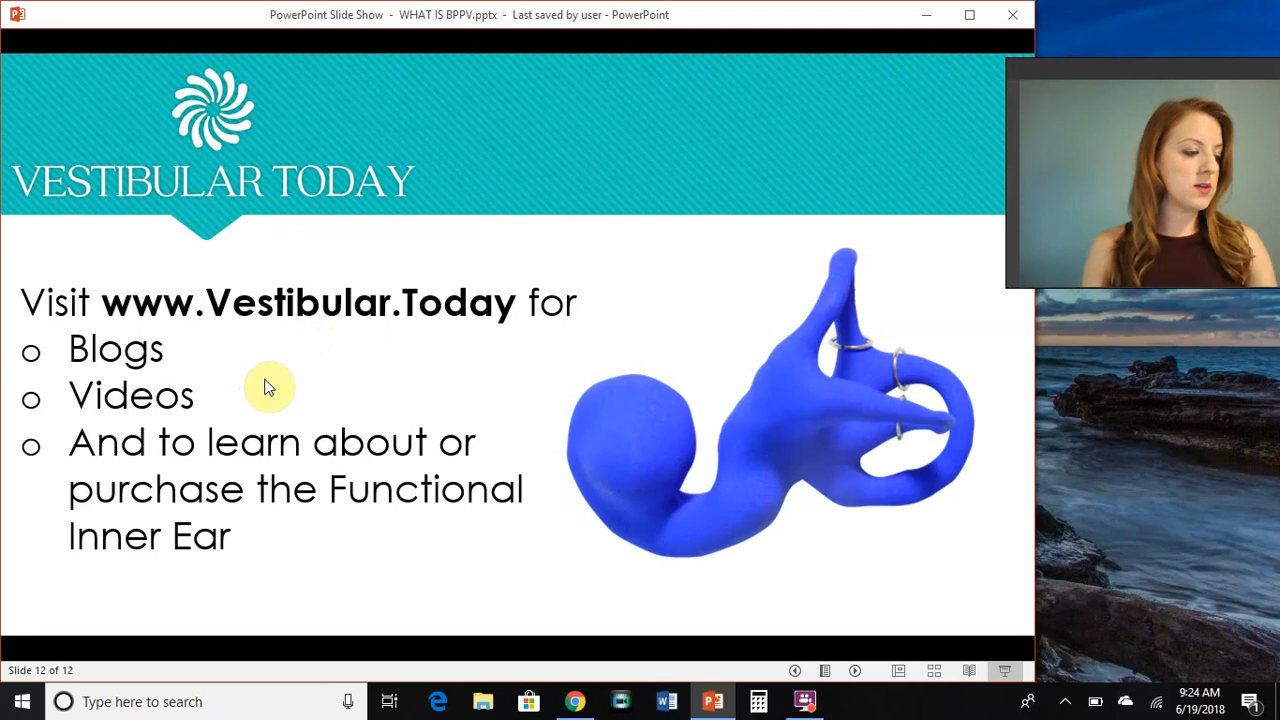 PowerPoint Slide Show - WHAT IS BPPV.pptx - Last saved by user - PowerPoint
VESTIBULAR TODAY
Visit www.Vestibular.Today for
o Blogs
o Videos
o And to learn about or
purchase the Functional
Inner Ear
Slide 12 of 12
Type here to search
9:24 AM
6/19/2018
1